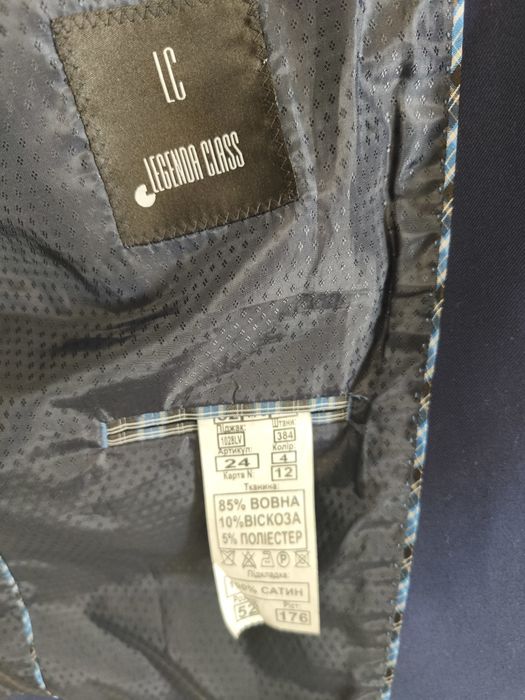 LC
LEGENDA CLASS
Піджак: Штани
1028LV 384
Артикул: Колір
24 4
Карта N: 12
Тканина:
85% ВОВНА
10%ВІСКОЗА
5% ПОЛІЕСТЕР
Підкладка:
100% САТИН
Ріст:
52 176